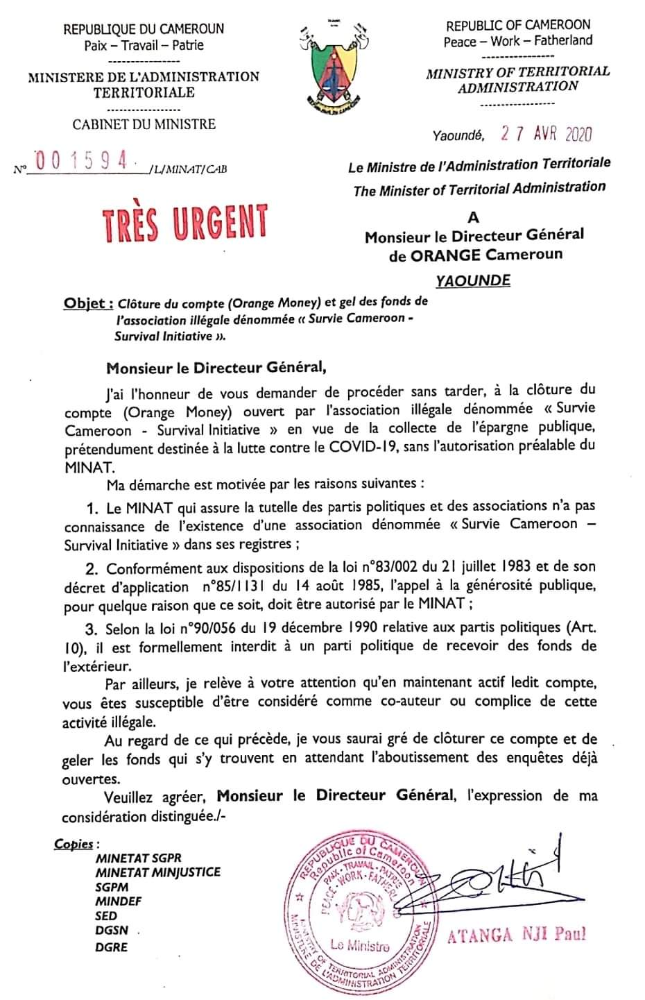 REPUBLIQUE DU CAMEROUN
Paix – Travail – Patrie
MINISTERE DE L'ADMINISTRATION
TERRITORIALE
CABINET DU MINISTRE
N° 001594 /L/MINAT/CAB
TRÈS URGENT
REPUBLIC OF CAMEROON
Peace – Work – Fatherland
MINISTRY OF TERRITORIAL
ADMINISTRATION
Yaoundé, 27 AVR 2020
Le Ministre de l'Administration Territoriale
The Minister of Territorial Administration
A
Monsieur le Directeur Général
de ORANGE Cameroun
YAOUNDE
Objet : Clôture du compte (Orange Money) et gel des fonds de
l'association illégale dénommée « Survie Cameroon -
Survival Initiative ».
Monsieur le Directeur Général,
J'ai l'honneur de vous demander de procéder sans tarder, à la clôture du
compte (Orange Money) ouvert par l'association illégale dénommée « Survie
Cameroon - Survival Initiative » en vue de la collecte de l'épargne publique,
prétendument destinée à la lutte contre le COVID-19, sans l'autorisation préalable du
MINAT.
Ma démarche est motivée par les raisons suivantes :
1. Le MINAT qui assure la tutelle des partis politiques et des associations n'a pas
connaissance de l'existence d'une association dénommée « Survie Cameroon –
Survival Initiative » dans ses registres ;
2. Conformément aux dispositions de la loi n°83/002 du 21 juillet 1983 et de son
décret d'application n°85/1131 du 14 août 1985, l'appel à la générosité publique,
pour quelque raison que ce soit, doit être autorisé par le MINAT ;
3. Selon la loi n°90/056 du 19 décembre 1990 relative aux partis politiques (Art.
10), il est formellement interdit à un parti politique de recevoir des fonds de
l'extérieur.
Par ailleurs, je relève à votre attention qu'en maintenant actif ledit compte,
vous êtes susceptible d'être considéré comme co-auteur ou complice de cette
activité illégale.
Au regard de ce qui précède, je vous saurai gré de clôturer ce compte et de
geler les fonds qui s'y trouvent en attendant l'aboutissement des enquêtes déjà
ouvertes.
Veuillez agréer, Monsieur le Directeur Général, l'expression de ma
considération distinguée./-
Copies :
MINETAT SGPR
MINETAT MINJUSTICE
SGPM
MINDEF
SED
DGSN
DGRE
REPUBLIQUE DU CAMEROUN
Republic of Cameroon
PAIX - TRAVAIL - PATRIE
PEACE - WORK - FATHERLAND
Le Ministre
MINISTRY OF TERRITORIAL ADMINISTRATION
MINISTÈRE DE L'ADMINISTRATION TERRITORIALE
ATANGA NJI Paul